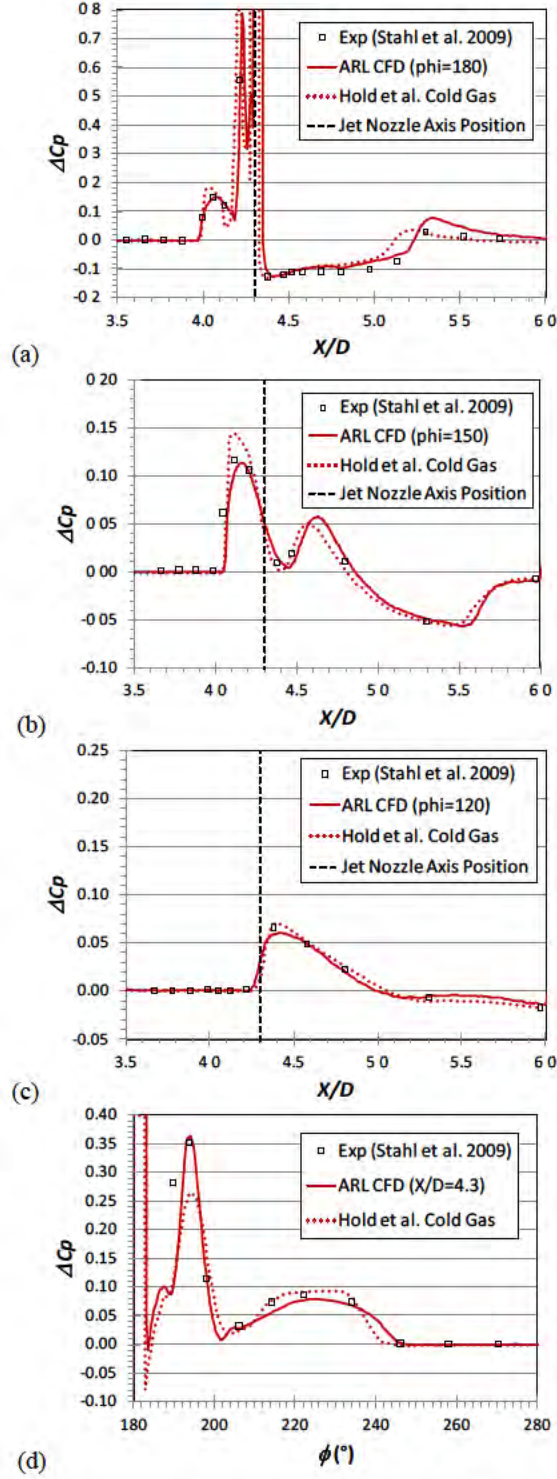 0.8
0.7
0.6
0.5
0.4
0.3
0.2
0.1
0.0
-0.1
-0.2
ΔCp
Exp (Stahl et al. 2009)
ARL CFD (phi=180)
Hold et al. Cold Gas
Jet Nozzle Axis Position
3.5 4.0 4.5 5.0 5.5 6.0
X/D
(a)
0.20
0.15
0.10
0.05
0.00
-0.05
-0.10
ΔCp
Exp (Stahl et al. 2009)
ARL CFD (phi=150)
Hold et al. Cold Gas
Jet Nozzle Axis Position
3.5 4.0 4.5 5.0 5.5 6.0
X/D
(b)
0.25
0.20
0.15
0.10
0.05
0.00
-0.05
ΔCp
Exp (Stahl et al. 2009)
ARL CFD (phi=120)
Hold et al. Cold Gas
Jet Nozzle Axis Position
3.5 4.0 4.5 5.0 5.5 6.0
X/D
(c)
0.40
0.35
0.30
0.25
0.20
0.15
0.10
0.05
0.00
-0.05
-0.10
ΔCp
Exp (Stahl et al. 2009)
ARL CFD (X/D=4.3)
Hold et al. Cold Gas
180 200 220 240 260 280
ϕ (°)
(d)